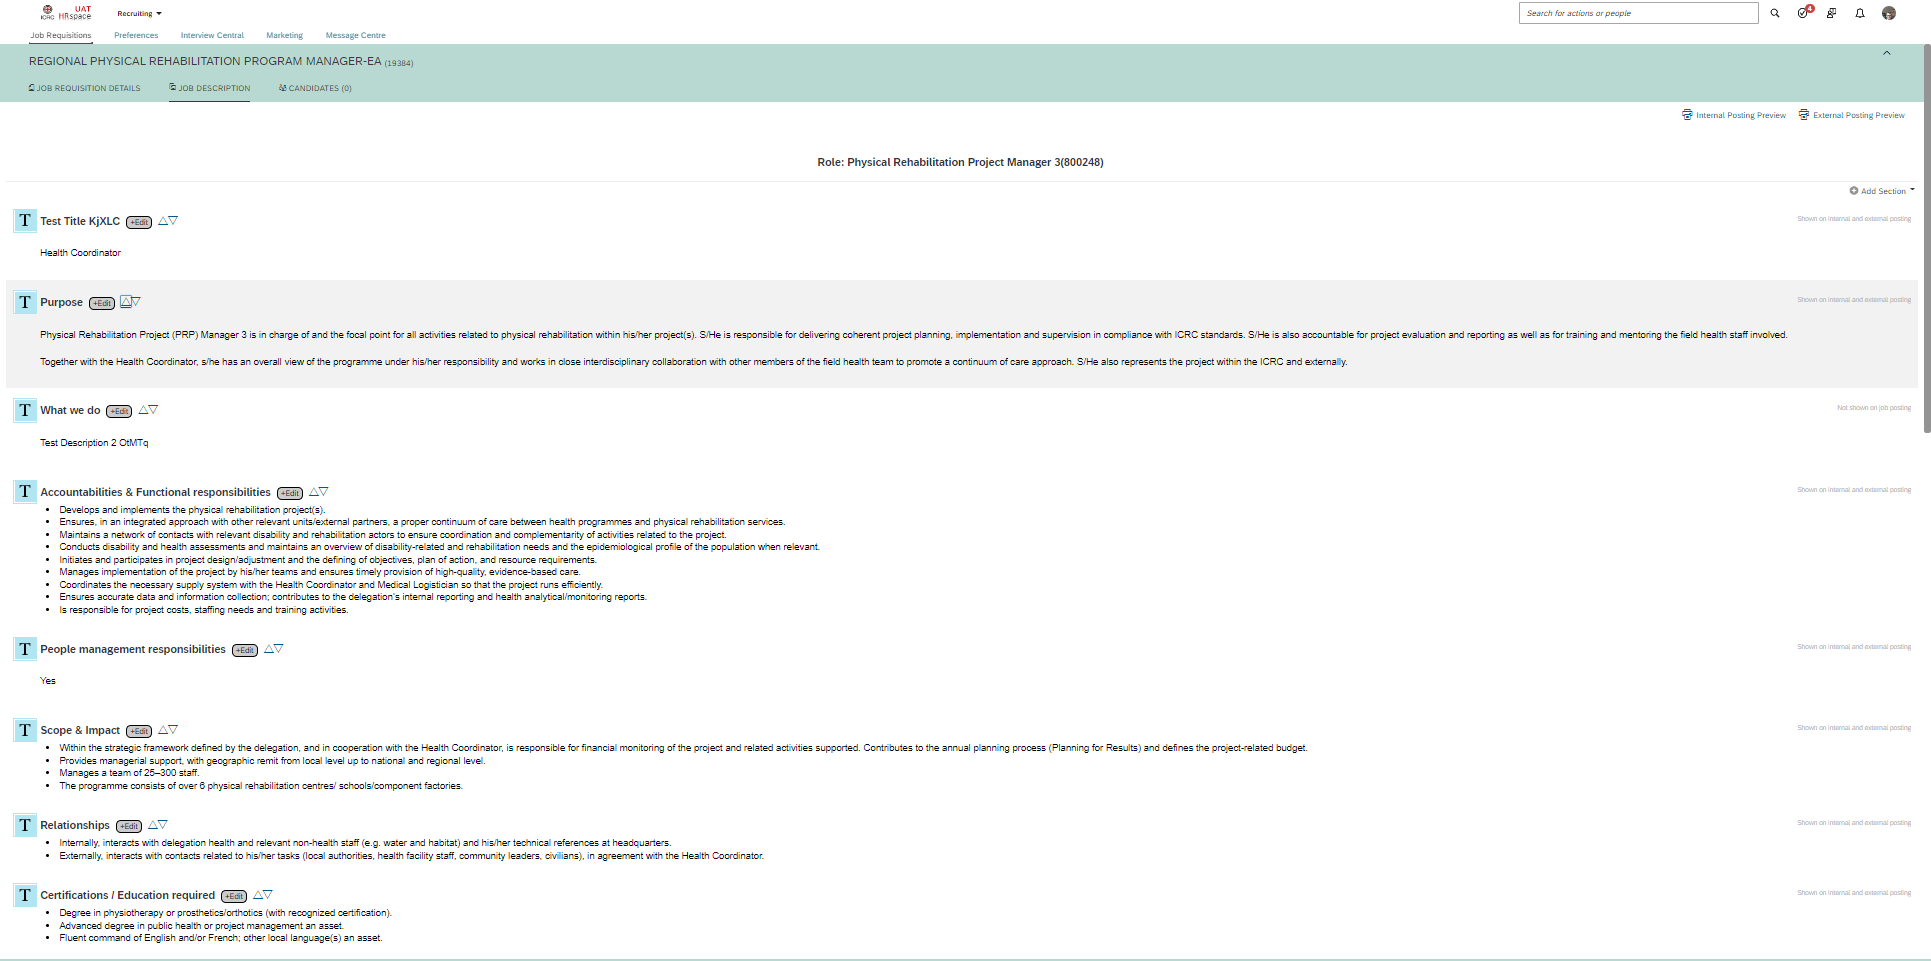 ICRC UAT HRspace Recruiting
Search for actions or people
4
Job Requisitions Preferences Interview Central Marketing Message Centre
REGIONAL PHYSICAL REHABILITATION PROGRAM MANAGER-EA (19384)
JOB REQUISITION DETAILS JOB DESCRIPTION CANDIDATES (0)
Internal Posting Preview External Posting Preview
Role: Physical Rehabilitation Project Manager 3(800248)
Add Section
T Test Title KjXLC +Edit
Shown on internal and external posting
Health Coordinator
T Purpose +Edit
Shown on internal and external posting
Physical Rehabilitation Project (PRP) Manager 3 is in charge of and the focal point for all activities related to physical rehabilitation within his/her project(s). S/He is responsible for delivering coherent project planning, implementation and supervision in compliance with ICRC standards. S/He is also accountable for project evaluation and reporting as well as for training and mentoring the field health staff involved.
Together with the Health Coordinator, s/he has an overall view of the programme under his/her responsibility and works in close interdisciplinary collaboration with other members of the field health team to promote a continuum of care approach. S/He also represents the project within the ICRC and externally.
T What we do +Edit
Not shown on job posting
Test Description 2 OtMTq
T Accountabilities & Functional responsibilities +Edit
Shown on internal and external posting
• Develops and implements the physical rehabilitation project(s).
• Ensures, in an integrated approach with other relevant units/external partners, a proper continuum of care between health programmes and physical rehabilitation services.
• Maintains a network of contacts with relevant disability and rehabilitation actors to ensure coordination and complementarity of activities related to the project.
• Conducts disability and health assessments and maintains an overview of disability-related and rehabilitation needs and the epidemiological profile of the population when relevant.
• Initiates and participates in project design/adjustment and the defining of objectives, plan of action, and resource requirements.
• Manages implementation of the project by his/her teams and ensures timely provision of high-quality, evidence-based care.
• Coordinates the necessary supply system with the Health Coordinator and Medical Logistician so that the project runs efficiently.
• Ensures accurate data and information collection; contributes to the delegation's internal reporting and health analytical/monitoring reports.
• Is responsible for project costs, staffing needs and training activities.
T People management responsibilities +Edit
Shown on internal and external posting
Yes
T Scope & Impact +Edit
Shown on internal and external posting
• Within the strategic framework defined by the delegation, and in cooperation with the Health Coordinator, is responsible for financial monitoring of the project and related activities supported. Contributes to the annual planning process (Planning for Results) and defines the project-related budget.
• Provides managerial support, with geographic remit from local level up to national and regional level.
• Manages a team of 25–300 staff.
• The programme consists of over 6 physical rehabilitation centres/ schools/component factories.
T Relationships +Edit
Shown on internal and external posting
• Internally, interacts with delegation health and relevant non-health staff (e.g. water and habitat) and his/her technical references at headquarters.
• Externally, interacts with contacts related to his/her tasks (local authorities, health facility staff, community leaders, civilians), in agreement with the Health Coordinator.
T Certifications / Education required +Edit
Shown on internal and external posting
• Degree in physiotherapy or prosthetics/orthotics (with recognized certification).
• Advanced degree in public health or project management an asset.
• Fluent command of English and/or French; other local language(s) an asset.